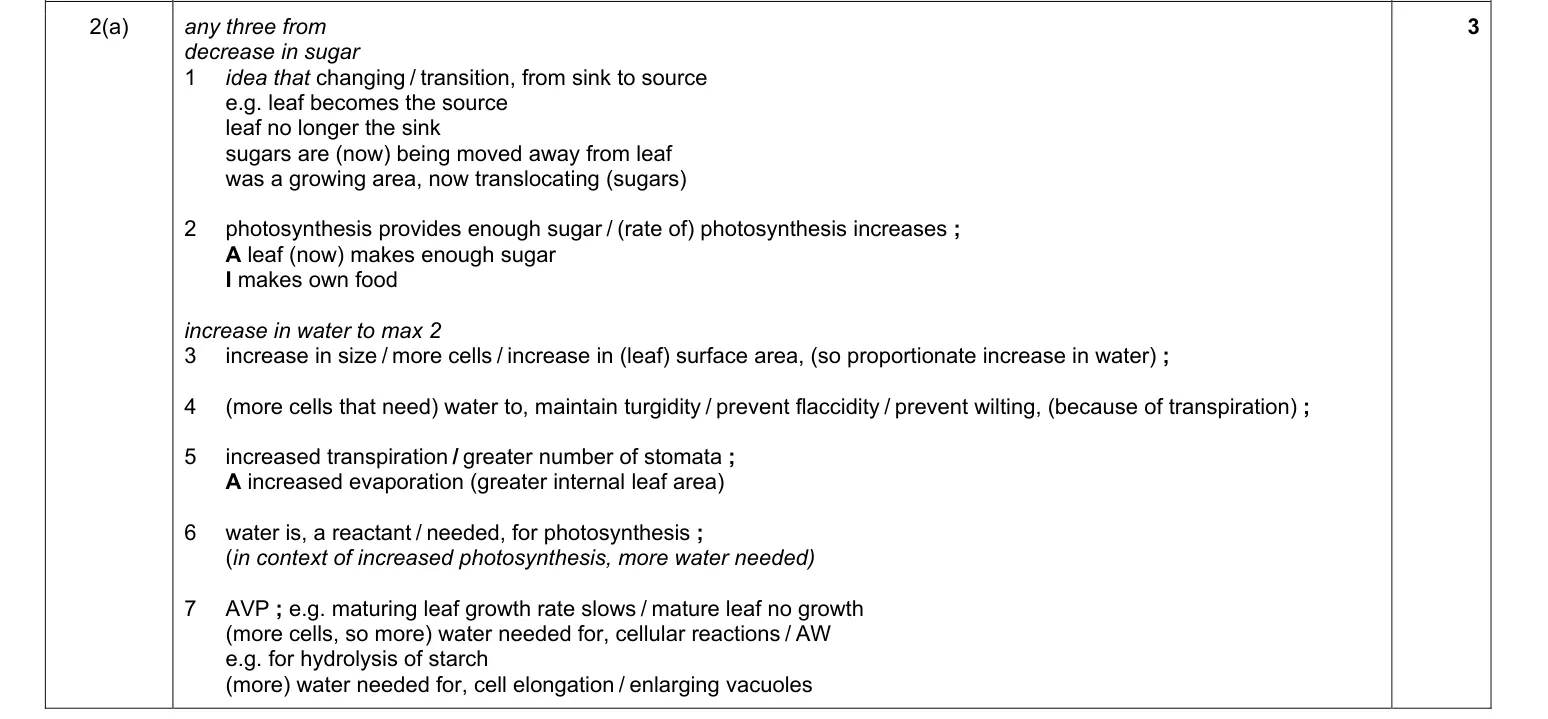 2(a)
any three from
3
decrease in sugar
1 idea that changing / transition, from sink to source
e.g. leaf becomes the source
leaf no longer the sink
sugars are (now) being moved away from leaf
was a growing area, now translocating (sugars)
2 photosynthesis provides enough sugar / (rate of) photosynthesis increases ;
A leaf (now) makes enough sugar
I makes own food
increase in water to max 2
3 increase in size / more cells / increase in (leaf) surface area, (so proportionate increase in water) ;
4 (more cells that need) water to, maintain turgidity / prevent flaccidity / prevent wilting, (because of transpiration) ;
5 increased transpiration / greater number of stomata ;
A increased evaporation (greater internal leaf area)
6 water is, a reactant / needed, for photosynthesis ;
(in context of increased photosynthesis, more water needed)
7 AVP ; e.g. maturing leaf growth rate slows / mature leaf no growth
(more cells, so more) water needed for, cellular reactions / AW
e.g. for hydrolysis of starch
(more) water needed for, cell elongation / enlarging vacuoles